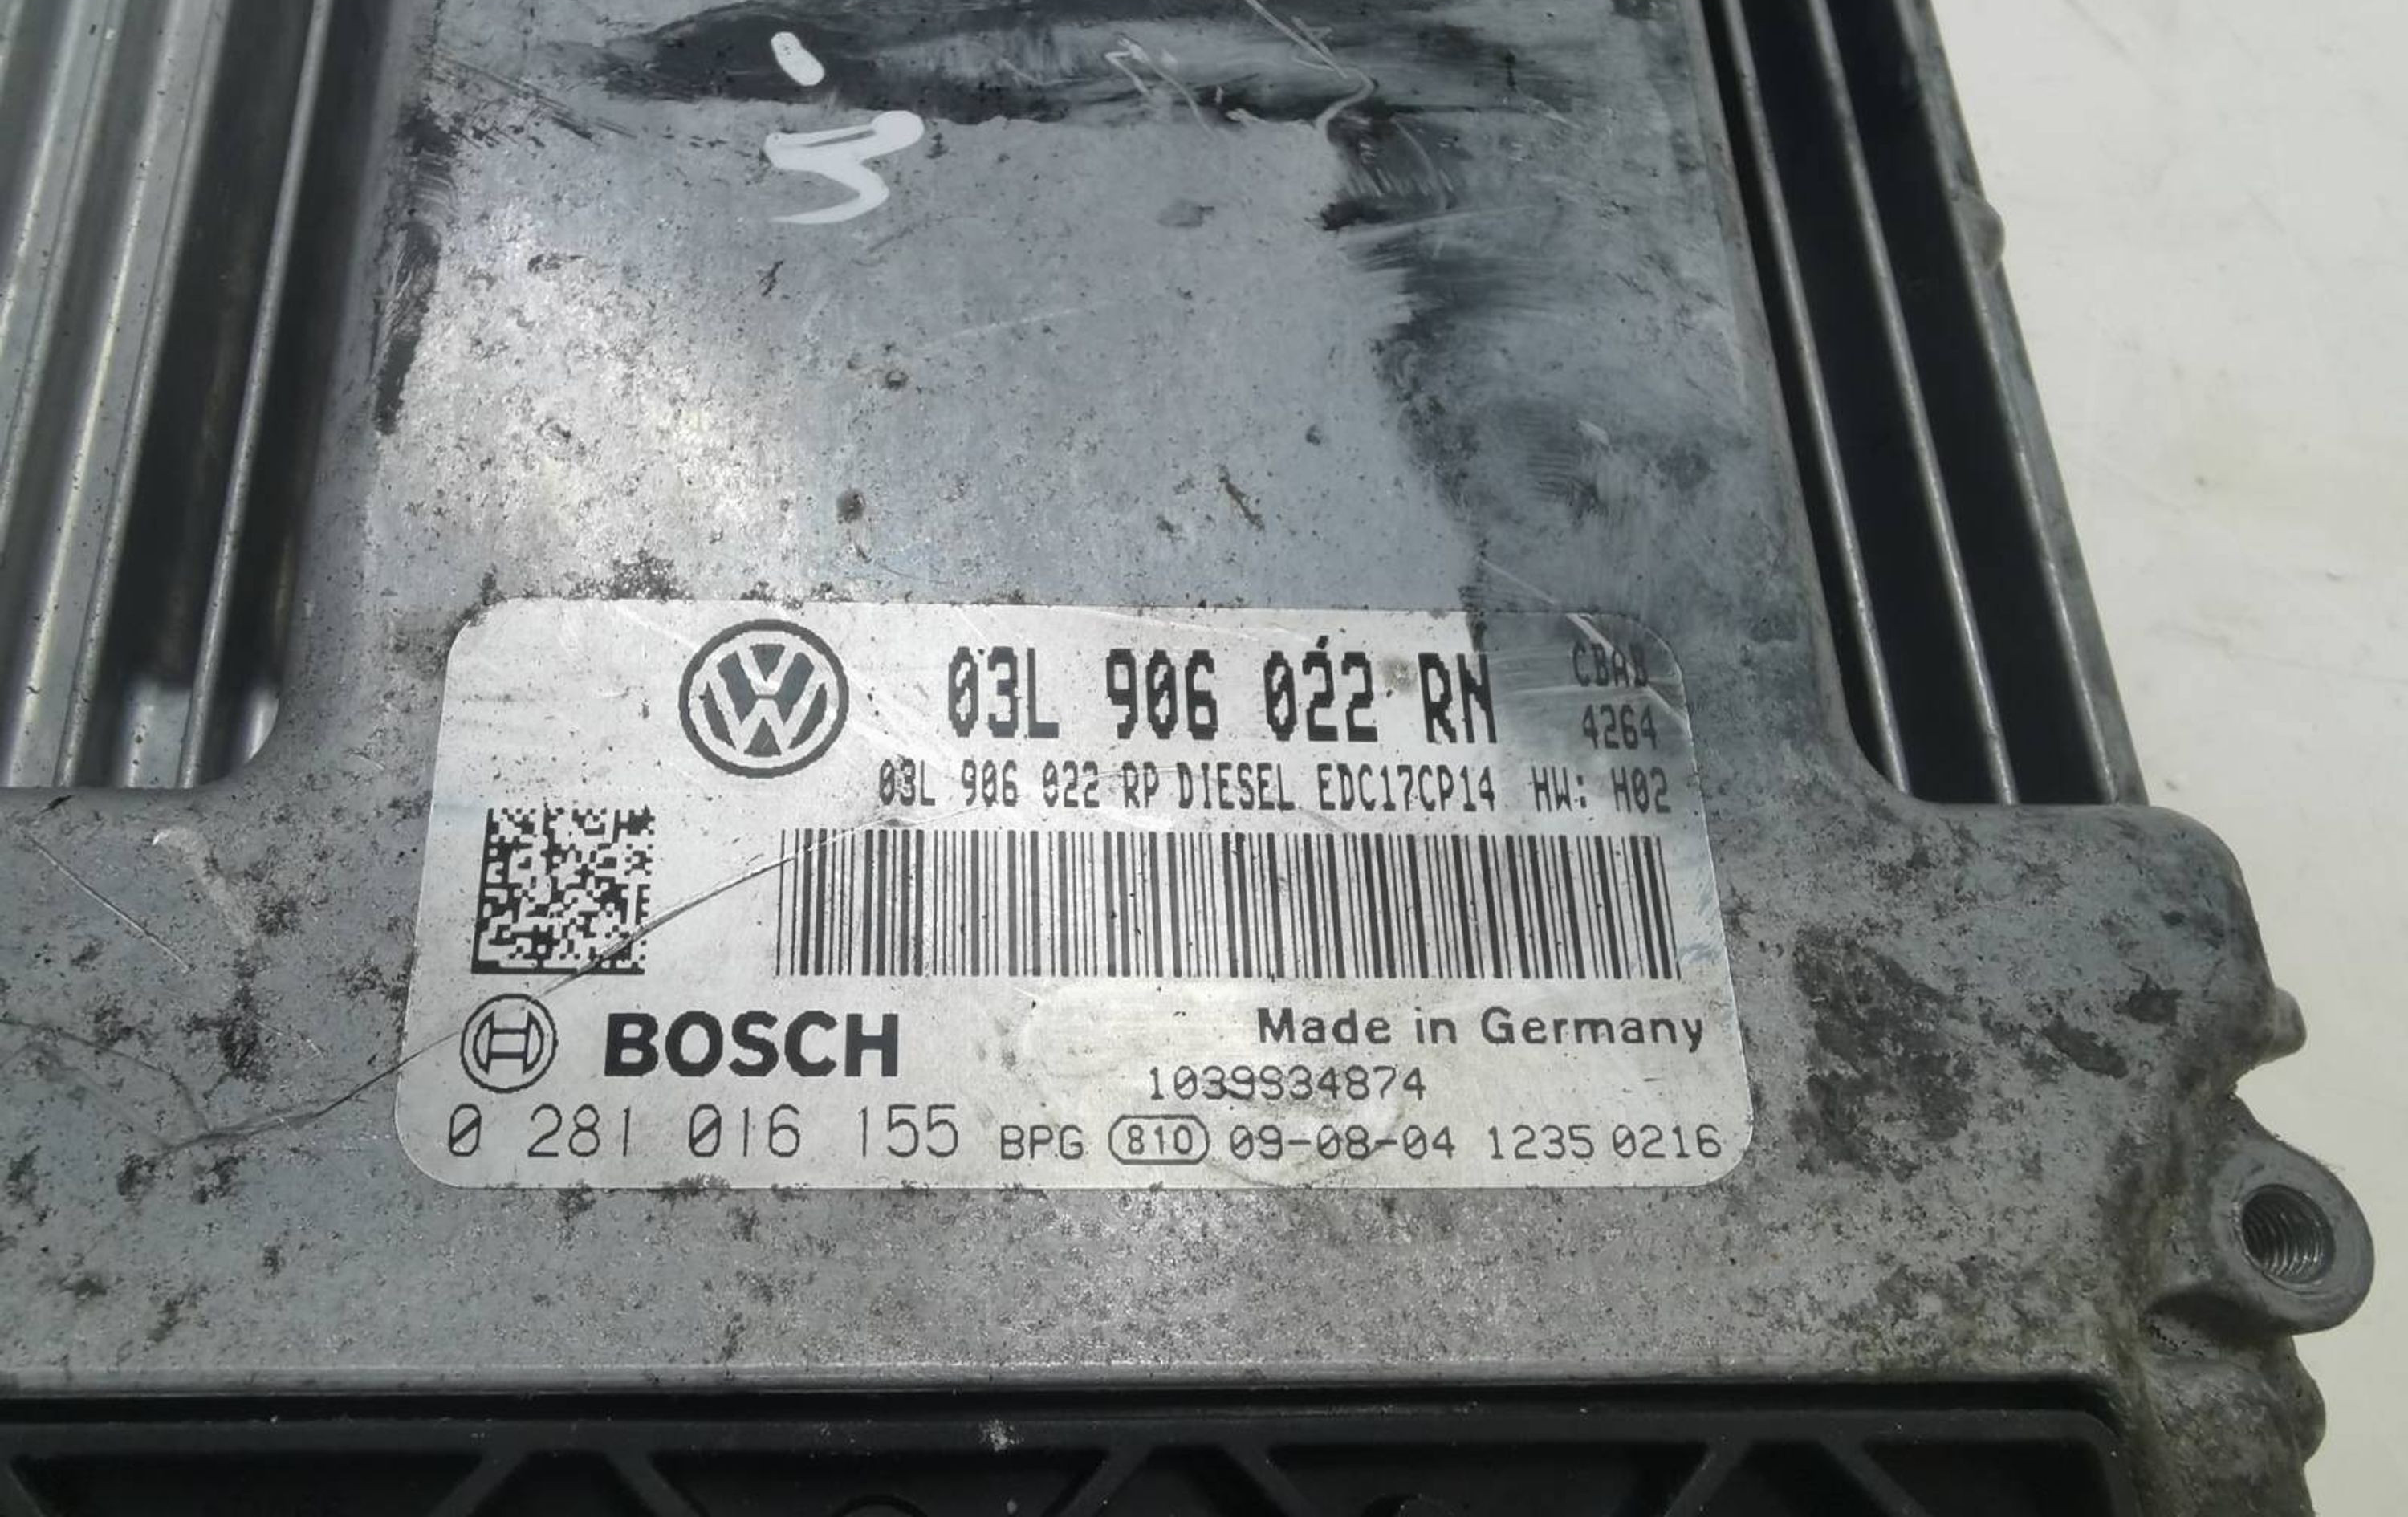 03L 906 022 RN CBAB
4264
03L 906 022 RP DIESEL EDC17CP14 HW: H02
BOSCH
Made in Germany
1039S34874
0 281 016 155 BPG 810 09-08-04 1235 0216